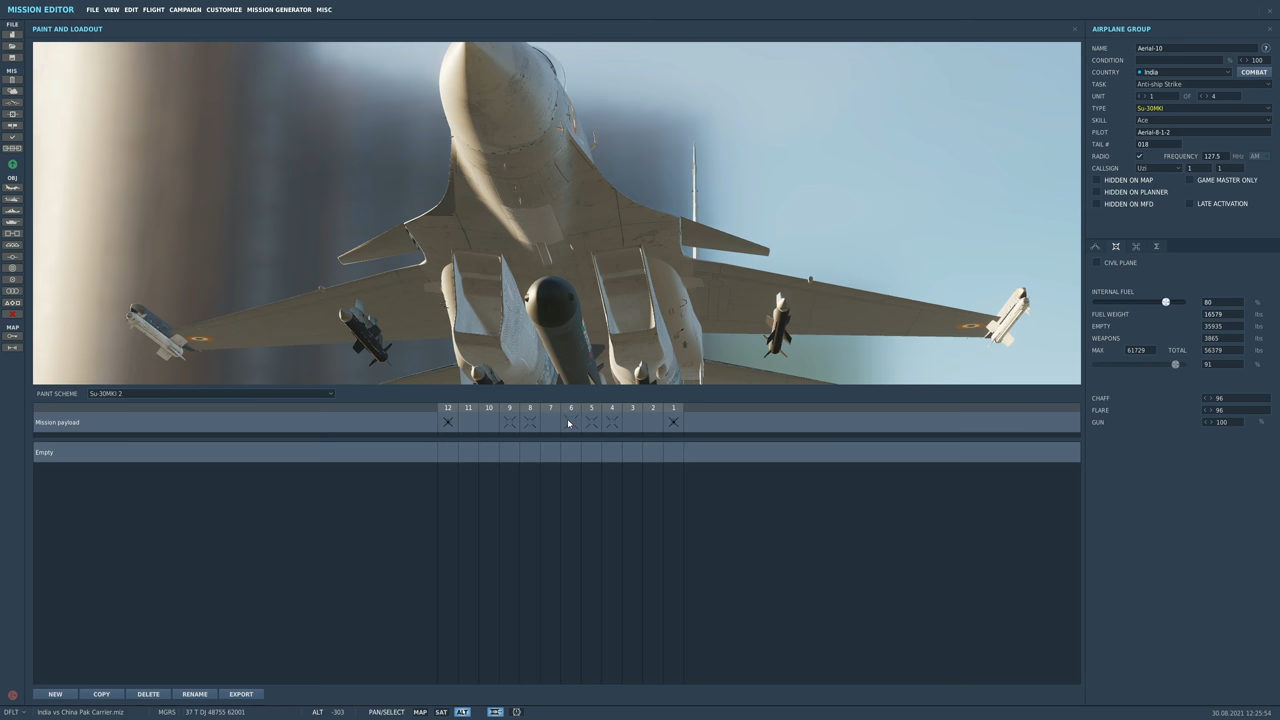 MISSION EDITOR FILE VIEW EDIT FLIGHT CAMPAIGN CUSTOMIZE MISSION GENERATOR MISC
FILE
MIS
OBJ
MAP
PAINT AND LOADOUT
PAINT SCHEME Su-30MKI 2
12 11 10 9 8 7 6 5 4 3 2 1
Mission payload
Empty
NEW COPY DELETE RENAME EXPORT
AIRPLANE GROUP
NAME Aerial-10 ?
CONDITION % < > 100
COUNTRY India COMBAT
TASK Anti-ship Strike
UNIT < > 1 OF < > 4
TYPE Su-30MKI
SKILL Ace
PILOT Aerial-8-1-2
TAIL # 018
RADIO FREQUENCY 127.5 MHz AM
CALLSIGN Uzi 1 1
HIDDEN ON MAP GAME MASTER ONLY
HIDDEN ON PLANNER
HIDDEN ON MFD LATE ACTIVATION
Σ
CIVIL PLANE
INTERNAL FUEL
80 %
FUEL WEIGHT 16579 lbs
EMPTY 35935 lbs
WEAPONS 3865 lbs
MAX 61729 TOTAL 56379 lbs
91 %
CHAFF < > 96
FLARE < > 96
GUN < > 100 %
DFLT India vs China Pak Carrier.miz MGRS 37 T DJ 48755 62001 ALT -303 PAN/SELECT MAP SAT ALT 30.08.2021 12:25:54